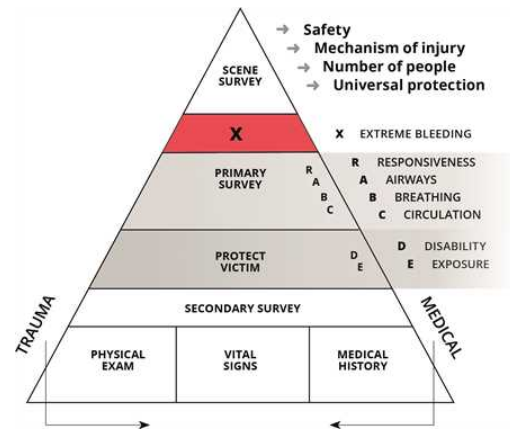 → Safety
→ Mechanism of injury
→ Number of people
→ Universal protection
SCENE
SURVEY
X
X EXTREME BLEEDING
PRIMARY
SURVEY
R
A
B
C
R RESPONSIVENESS
A AIRWAYS
B BREATHING
C CIRCULATION
PROTECT
VICTIM
D
E
D DISABILITY
E EXPOSURE
SECONDARY SURVEY
TRAUMA
MEDICAL
PHYSICAL
EXAM
VITAL
SIGNS
MEDICAL
HISTORY